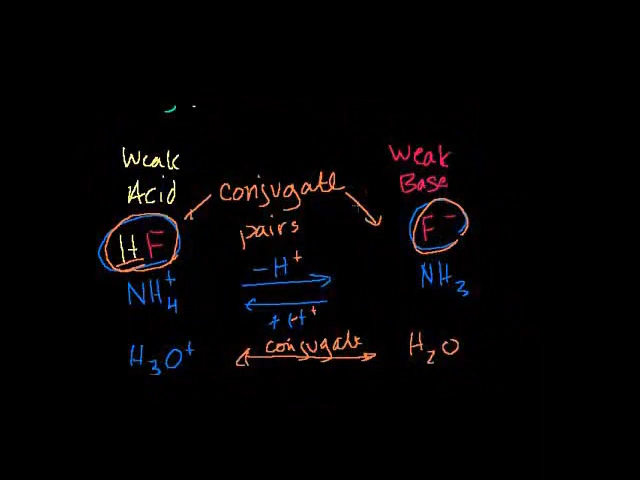 Weak Acid
Weak Base
conjugate pairs
HF
F⁻
NH₄⁺
-H⁺
+H⁺
NH₃
H₃O⁺
conjugate
H₂O